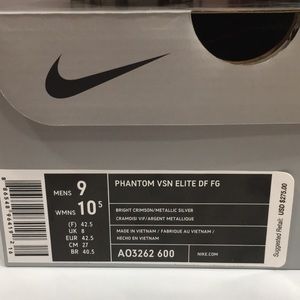 MENS 9
WMNS 10⁵
(F) 42.5
UK 8
EUR 42.5
CM 27
BR 40.5
PHANTOM VSN ELITE DF FG
BRIGHT CRIMSON/METALLIC SILVER
CRAMOISI VIF/ARGENT METALLIQUE
MADE IN VIETNAM / FABRIQUE AU VIETNAM /
HECHO EN VIETNAM
AO3262 600
NIKE.COM
Suggested Retail: USD $275.00